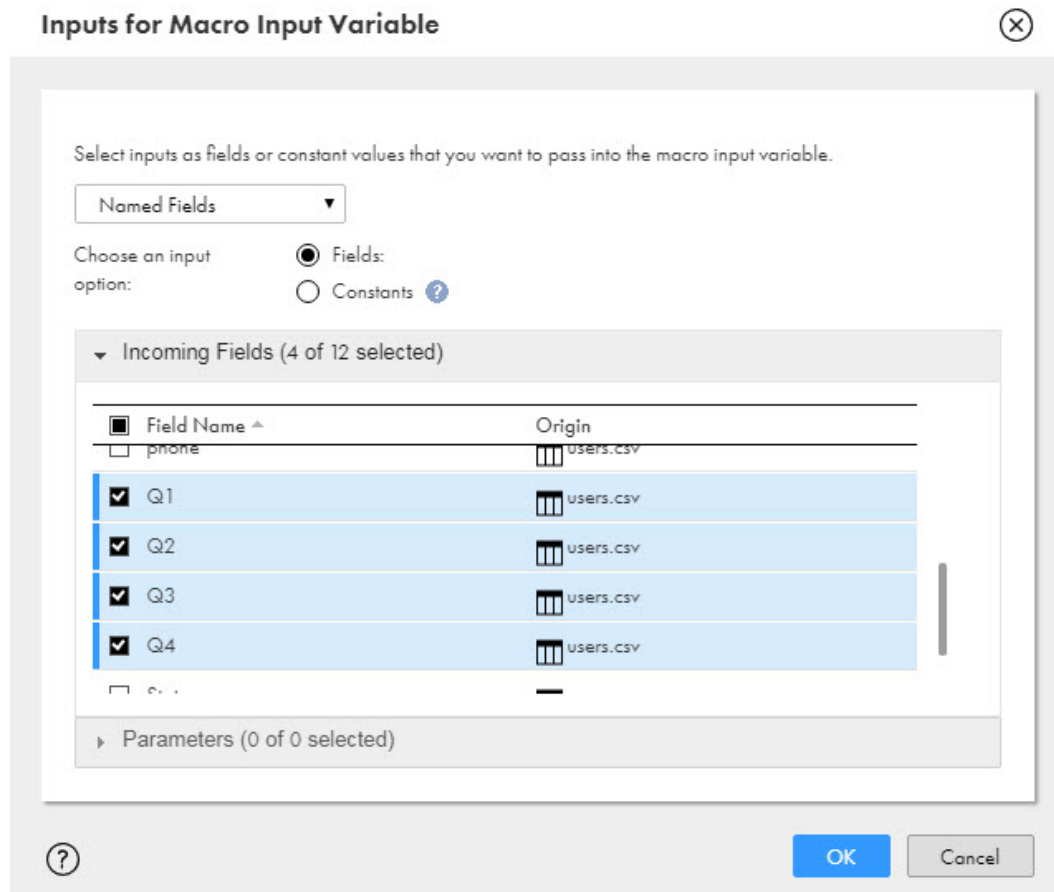 Inputs for Macro Input Variable
Select inputs as fields or constant values that you want to pass into the macro input variable.
Named Fields
Choose an input option:
Fields:
Constants ?
Incoming Fields (4 of 12 selected)
Field Name Origin
phone users.csv
Q1 users.csv
Q2 users.csv
Q3 users.csv
Q4 users.csv
Parameters (0 of 0 selected)
? OK Cancel